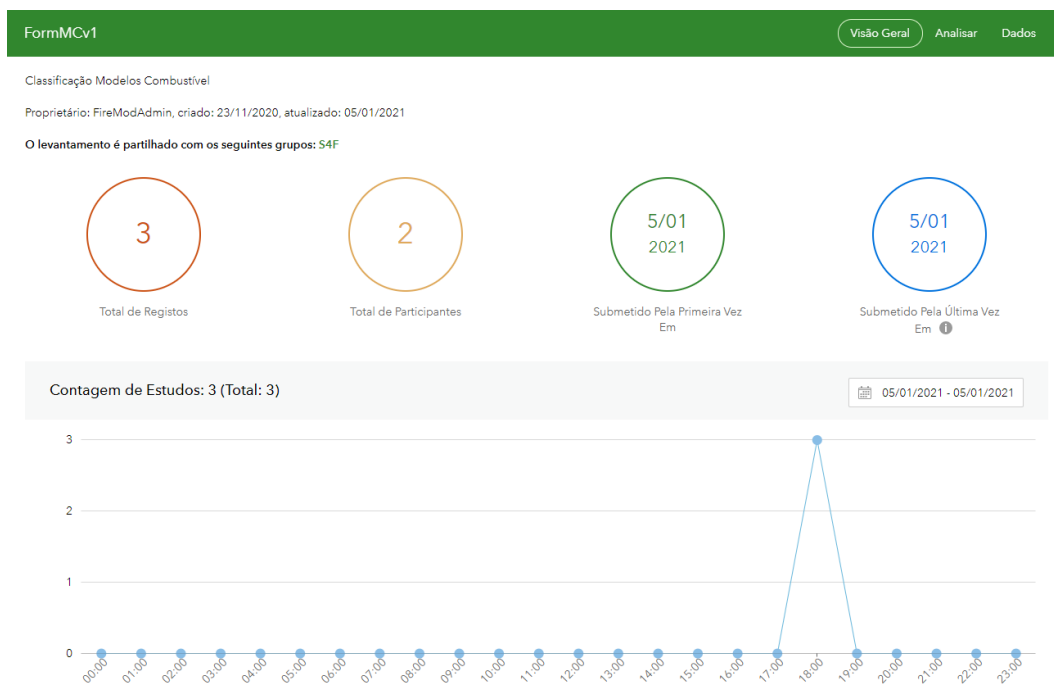 FormMCv1
Visão Geral
Analisar
Dados
Classificação Modelos Combustível
Proprietário: FireModAdmin, criado: 23/11/2020, atualizado: 05/01/2021
O levantamento é partilhado com os seguintes grupos: S4F
3
Total de Registos
2
Total de Participantes
5/01
2021
Submetido Pela Primeira Vez
Em
5/01
2021
Submetido Pela Última Vez
Em
Contagem de Estudos: 3 (Total: 3)
05/01/2021 - 05/01/2021
3
2
1
0
00:00 01:00 02:00 03:00 04:00 05:00 06:00 07:00 08:00 09:00 10:00 11:00 12:00 13:00 14:00 15:00 16:00 17:00 18:00 19:00 20:00 21:00 22:00 23:00